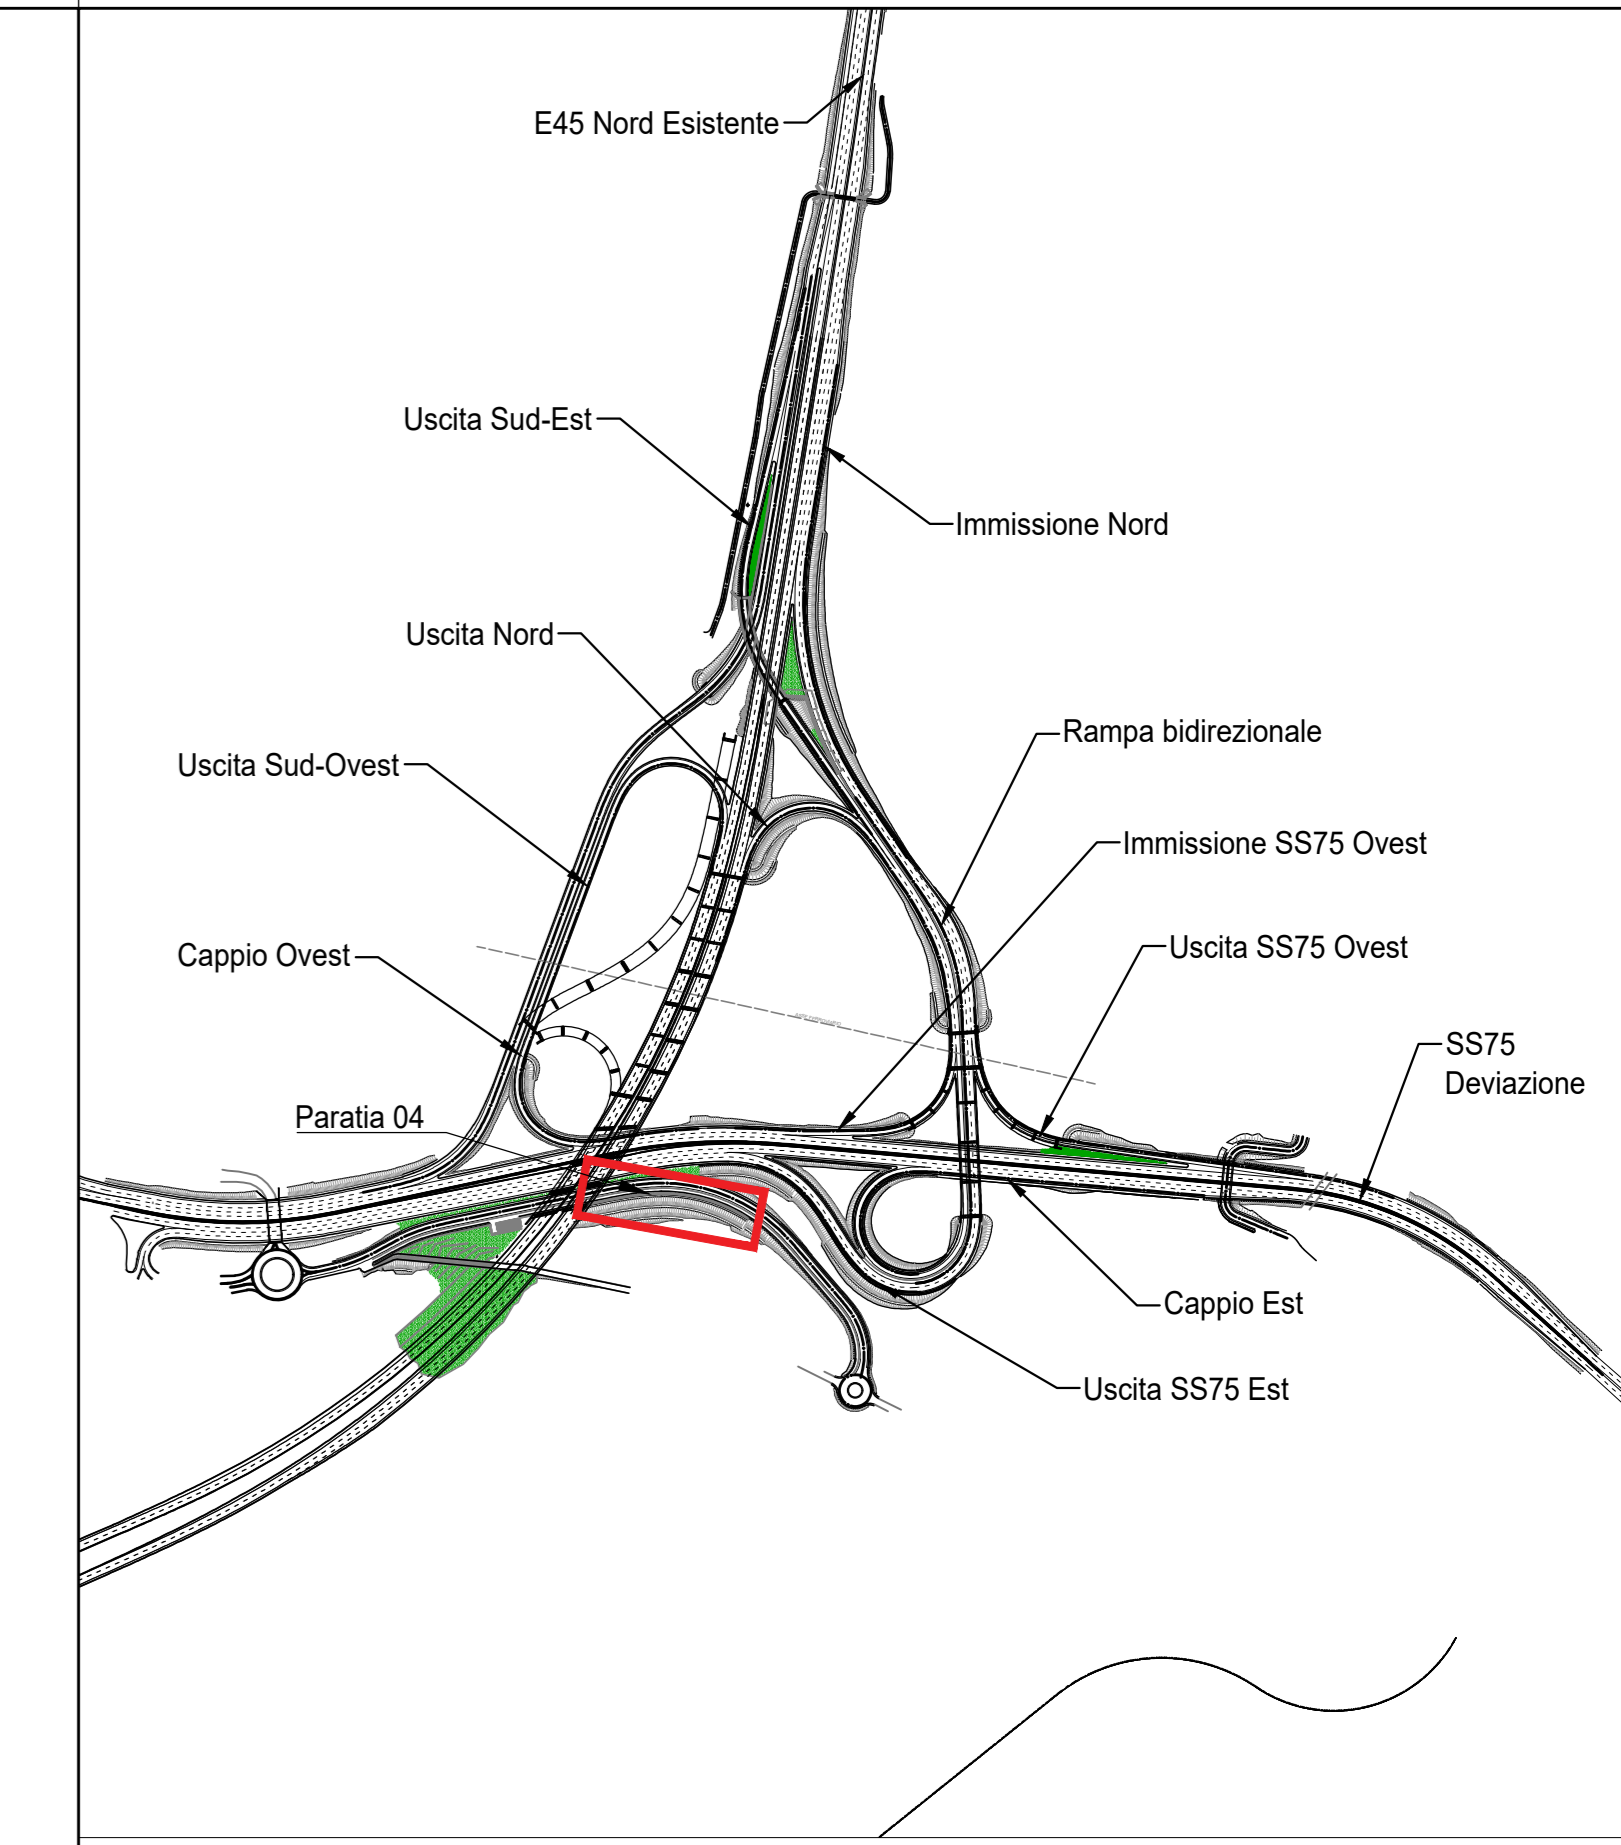 E45 Nord Esistente
Uscita Sud-Est
Immissione Nord
Uscita Nord
Rampa bidirezionale
Uscita Sud-Ovest
Immissione SS75 Ovest
Cappio Ovest
Uscita SS75 Ovest
SS75
Deviazione
Paratia 04
Cappio Est
Uscita SS75 Est